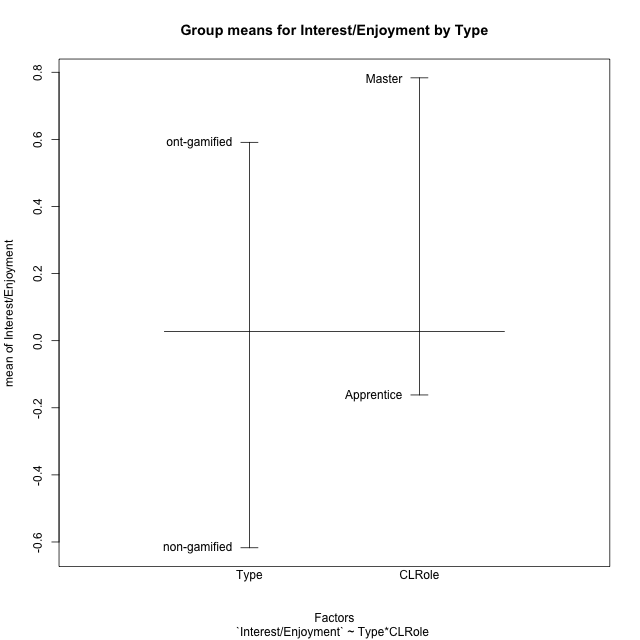 Group means for Interest/Enjoyment by Type
mean of Interest/Enjoyment
0.8
0.6
0.4
0.2
0.0
-0.2
-0.4
-0.6
Master
ont-gamified
Apprentice
non-gamified
Type
CLRole
Factors
`Interest/Enjoyment` ~ Type*CLRole